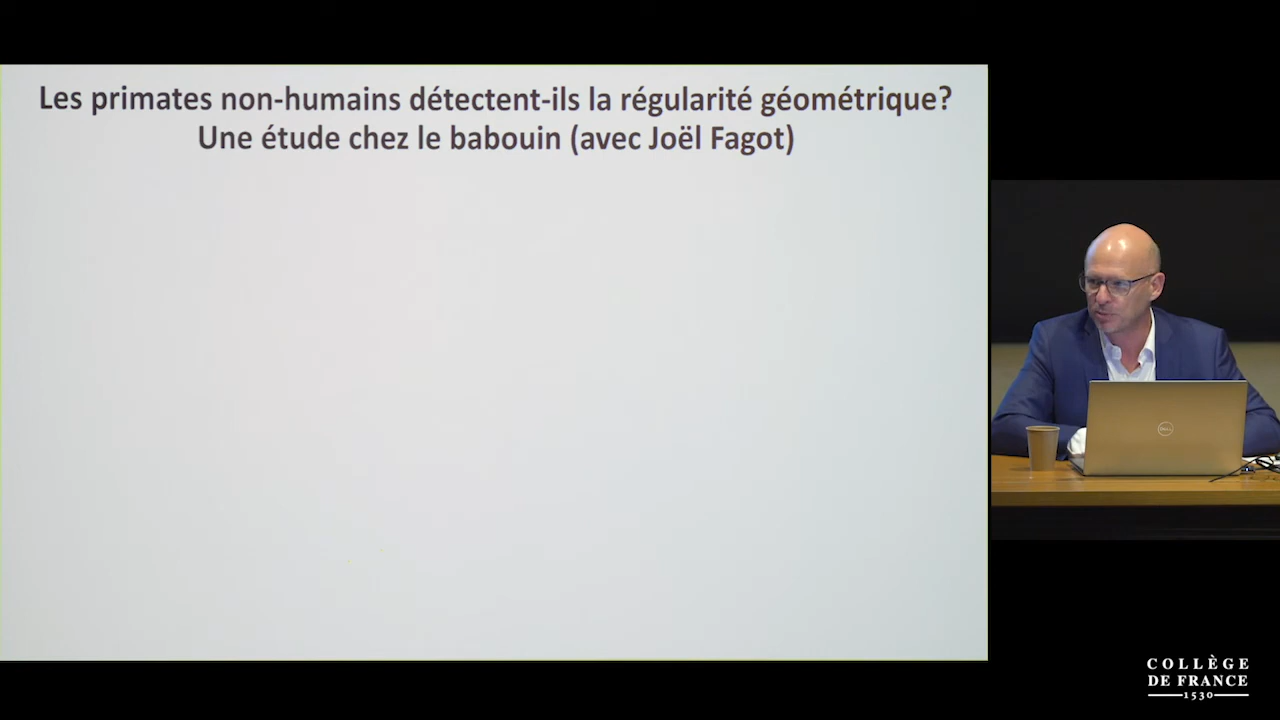 Les primates non-humains détectent-ils la régularité géométrique?
Une étude chez le babouin (avec Joël Fagot)
DELL
COLLÈGE
DE FRANCE
1530